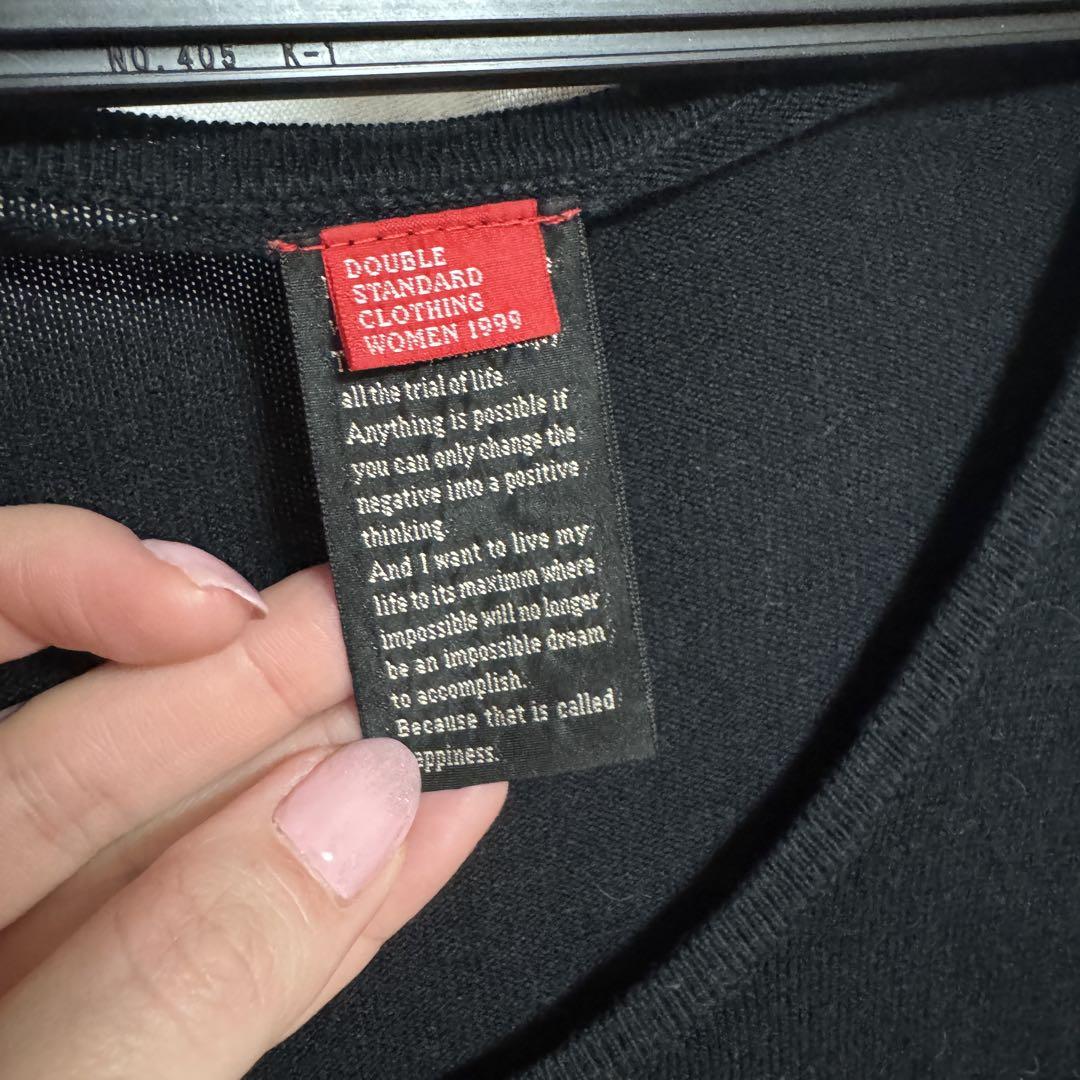 NO. 405 K-1
DOUBLE
STANDARD
CLOTHING
WOMEN 1999
all the trial of life.
Anything is possible if
you can only change the
negative into a positive
thinking.
And I want to live my
life to its maximm where
impossible will no longer
be an impossible dream
to accomplish.
Because that is called
appiness.